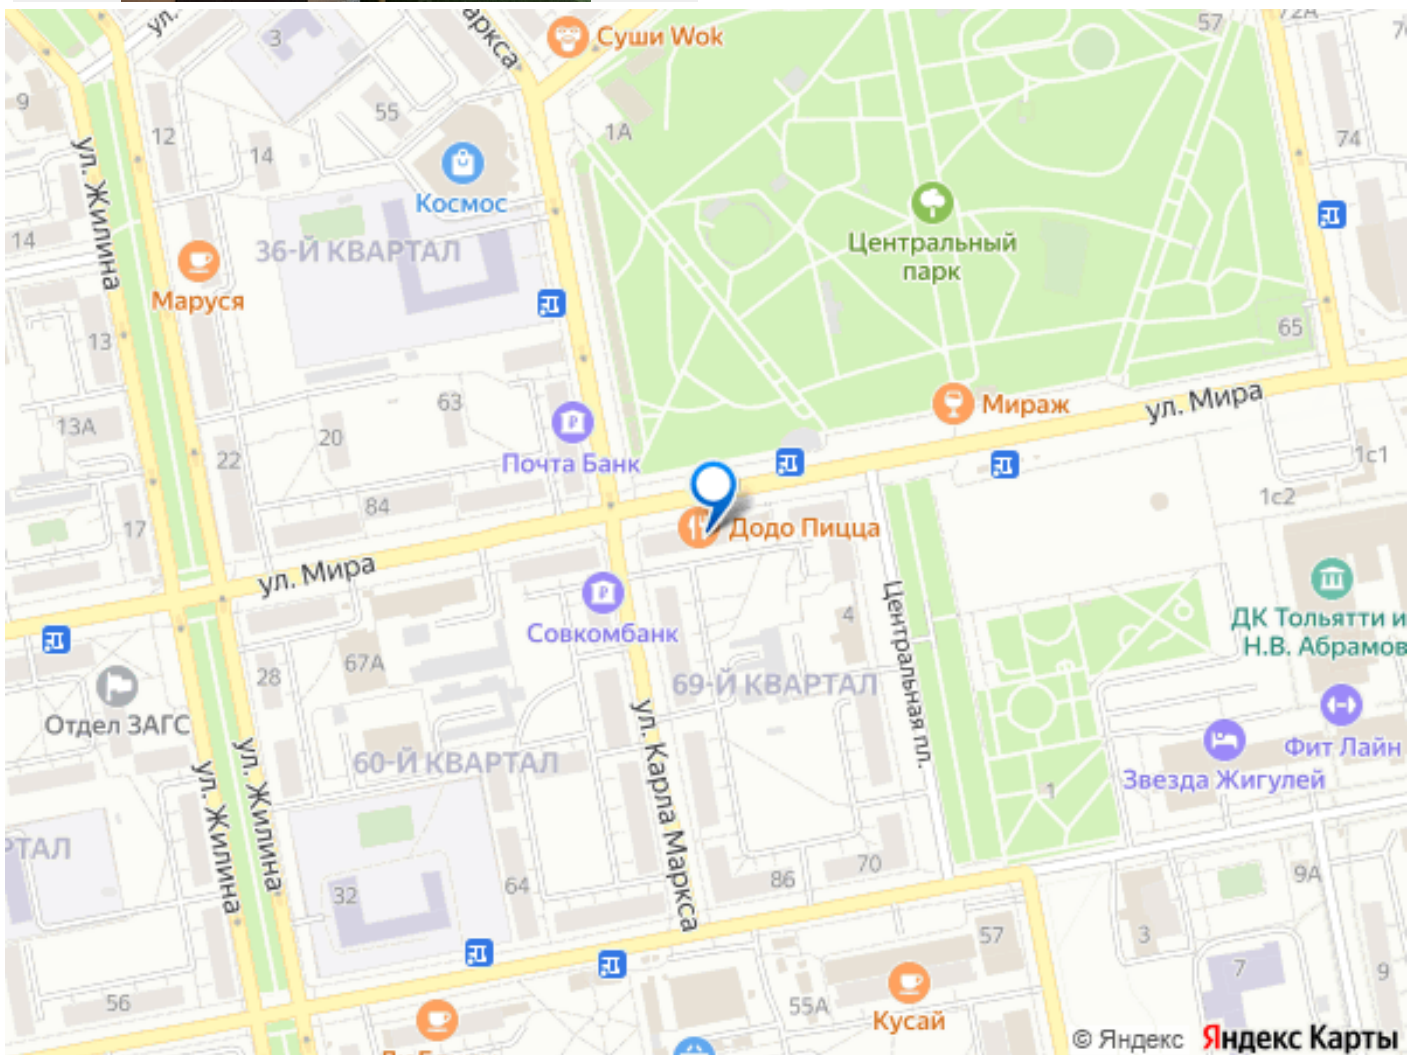 ул.
3
аркса
Суши Wok
57
72А
9
12
55
14
1А
74
ул. Жилина
Космос
14
36-Й КВАРТАЛ
Центральный
парк
Маруся
13
65
63
Мираж
ул. Мира
13А
20
22
Почта Банк
1с1
84
1с2
17
Додо Пицца
ул. Мира
Центральная пл.
Совкомбанк
4
ДК Тольятти и
Н.В. Абрамов
67А
28
69-Й КВАРТАЛ
Отдел ЗАГС
ул. Карла Маркса
60-Й КВАРТАЛ
Фит Лайн
Звезда Жигулей
1
ул. Жилина
ул. Жилина
РТАЛ
64
86
70
9А
32
57
3
7
9
56
55А
Кусай
© Яндекс Яндекс Карты